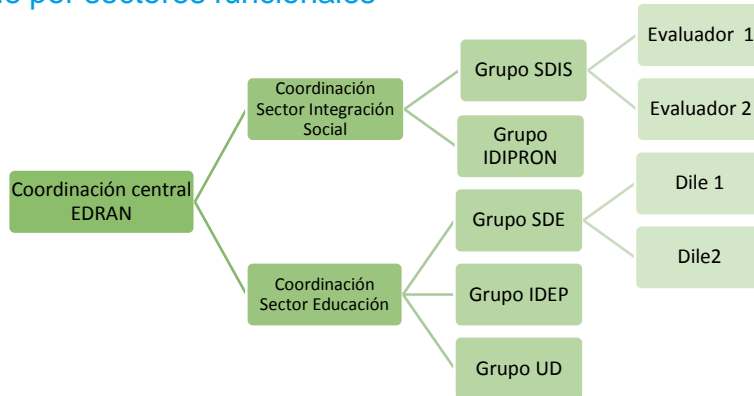 por sectores funcionales
Coordinación central
EDRAN
Coordinación
Sector Integración
Social
Coordinación
Sector Educación
Grupo SDIS
Grupo
IDIPRON
Grupo SDE
Grupo IDEP
Grupo UD
Evaluador 1
Evaluador 2
Dile 1
Dile2